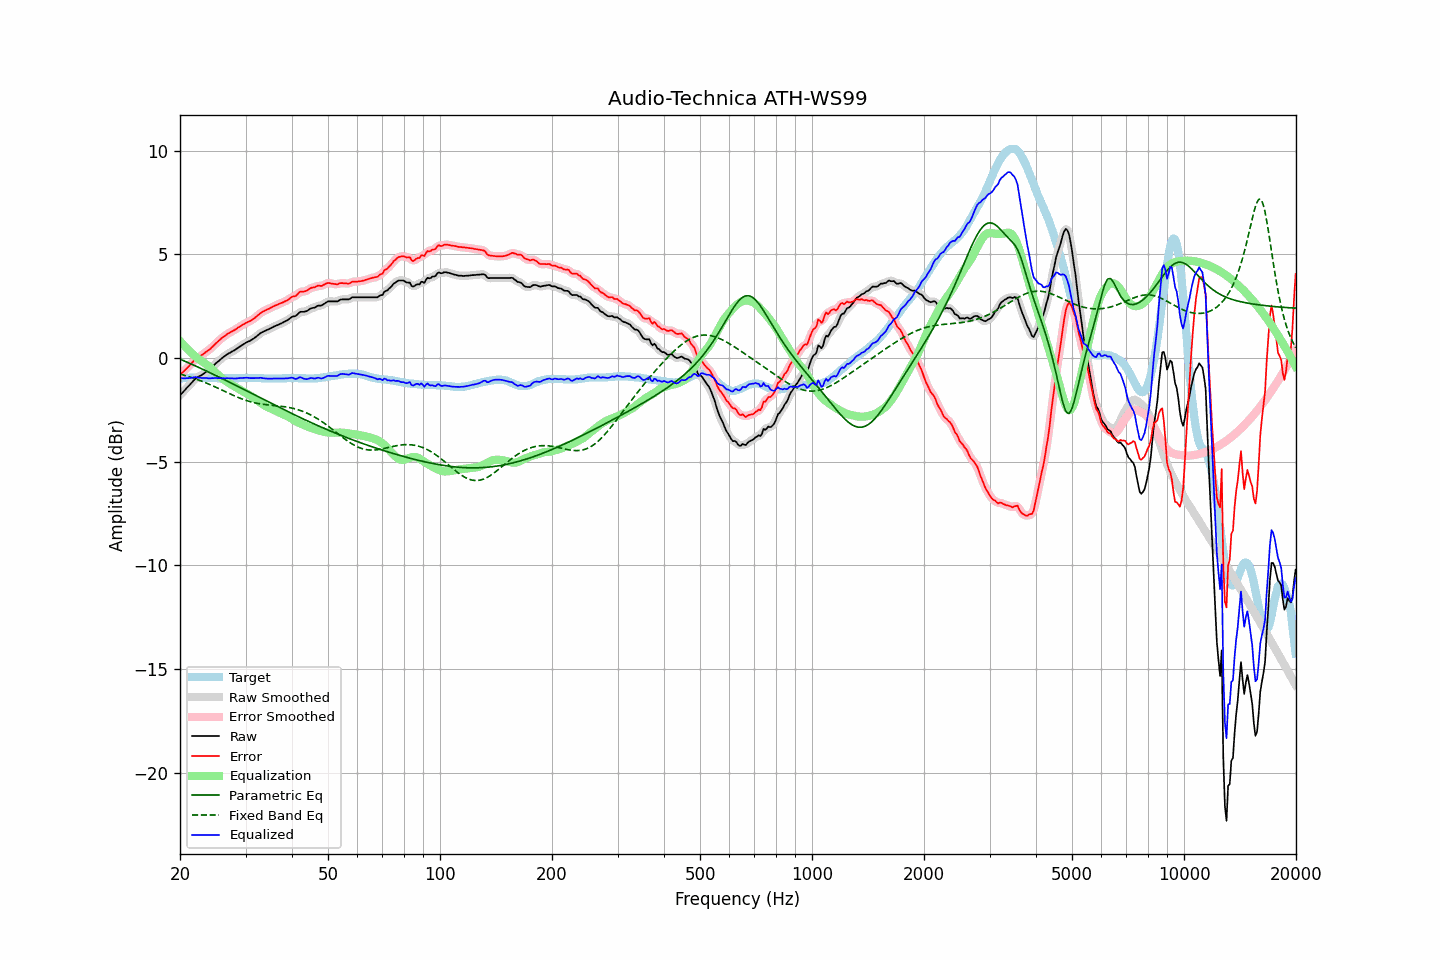 Audio-Technica ATH-WS99
10
5
0
−5
−10
−15
−20
Amplitude (dBr)
Target
Raw Smoothed
Error Smoothed
Raw
Error
Equalization
Parametric Eq
Fixed Band Eq
Equalized
20 50 100 200 500 1000 2000 5000 10000 20000
Frequency (Hz)